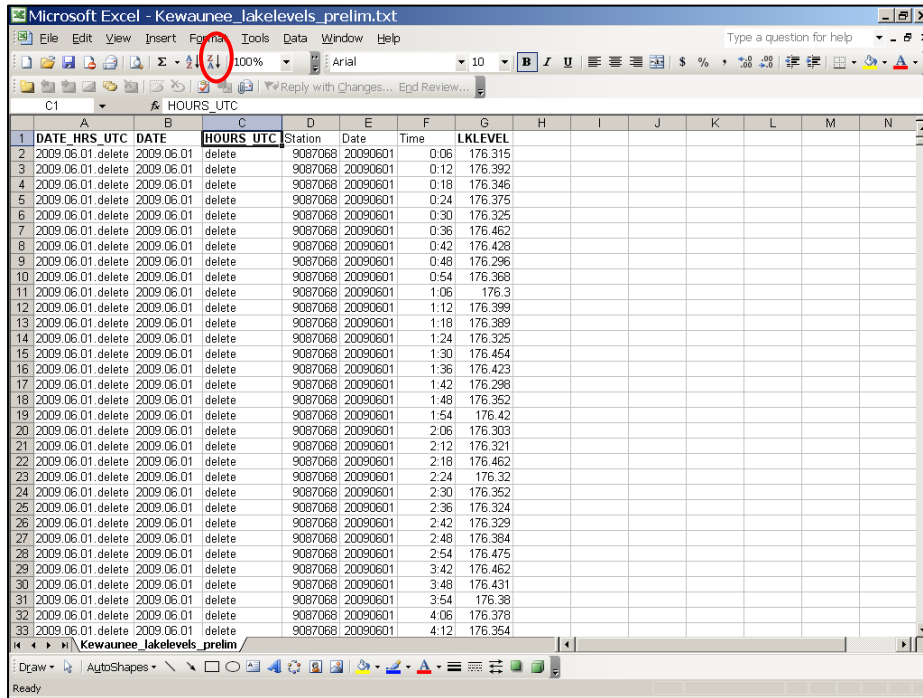 Microsoft Excel - Kewaunee_lakelevels_prelim.txt
File Edit View Insert Format Tools Data Window Help Type a question for help
100% Arial 10 B I U $ % ,
Reply with Changes... End Review...
C1 fx HOURS_UTC
A B C D E F G H I J K L M N
1 DATE_HRS_UTC DATE HOURS_UTC Station Date Time LKLEVEL
2 2009.06.01.delete 2009.06.01 delete 9087068 20090601 0:06 176.315
3 2009.06.01.delete 2009.06.01 delete 9087068 20090601 0:12 176.392
4 2009.06.01.delete 2009.06.01 delete 9087068 20090601 0:18 176.346
5 2009.06.01.delete 2009.06.01 delete 9087068 20090601 0:24 176.375
6 2009.06.01.delete 2009.06.01 delete 9087068 20090601 0:30 176.325
7 2009.06.01.delete 2009.06.01 delete 9087068 20090601 0:36 176.462
8 2009.06.01.delete 2009.06.01 delete 9087068 20090601 0:42 176.428
9 2009.06.01.delete 2009.06.01 delete 9087068 20090601 0:48 176.296
10 2009.06.01.delete 2009.06.01 delete 9087068 20090601 0:54 176.368
11 2009.06.01.delete 2009.06.01 delete 9087068 20090601 1:06 176.3
12 2009.06.01.delete 2009.06.01 delete 9087068 20090601 1:12 176.399
13 2009.06.01.delete 2009.06.01 delete 9087068 20090601 1:18 176.389
14 2009.06.01.delete 2009.06.01 delete 9087068 20090601 1:24 176.325
15 2009.06.01.delete 2009.06.01 delete 9087068 20090601 1:30 176.454
16 2009.06.01.delete 2009.06.01 delete 9087068 20090601 1:36 176.423
17 2009.06.01.delete 2009.06.01 delete 9087068 20090601 1:42 176.298
18 2009.06.01.delete 2009.06.01 delete 9087068 20090601 1:48 176.352
19 2009.06.01.delete 2009.06.01 delete 9087068 20090601 1:54 176.42
20 2009.06.01.delete 2009.06.01 delete 9087068 20090601 2:06 176.303
21 2009.06.01.delete 2009.06.01 delete 9087068 20090601 2:12 176.321
22 2009.06.01.delete 2009.06.01 delete 9087068 20090601 2:18 176.462
23 2009.06.01.delete 2009.06.01 delete 9087068 20090601 2:24 176.32
24 2009.06.01.delete 2009.06.01 delete 9087068 20090601 2:30 176.352
25 2009.06.01.delete 2009.06.01 delete 9087068 20090601 2:36 176.324
26 2009.06.01.delete 2009.06.01 delete 9087068 20090601 2:42 176.329
27 2009.06.01.delete 2009.06.01 delete 9087068 20090601 2:48 176.384
28 2009.06.01.delete 2009.06.01 delete 9087068 20090601 2:54 176.475
29 2009.06.01.delete 2009.06.01 delete 9087068 20090601 3:42 176.462
30 2009.06.01.delete 2009.06.01 delete 9087068 20090601 3:48 176.431
31 2009.06.01.delete 2009.06.01 delete 9087068 20090601 3:54 176.38
32 2009.06.01.delete 2009.06.01 delete 9087068 20090601 4:06 176.378
33 2009.06.01.delete 2009.06.01 delete 9087068 20090601 4:12 176.354
Kewaunee_lakelevels_prelim
Draw AutoShapes
Ready